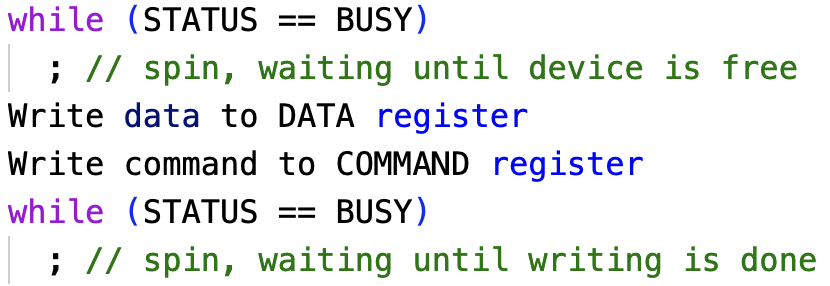 while (STATUS == BUSY)
; // spin, waiting until device is free
Write data to DATA register
Write command to COMMAND register
while (STATUS == BUSY)
; // spin, waiting until writing is done